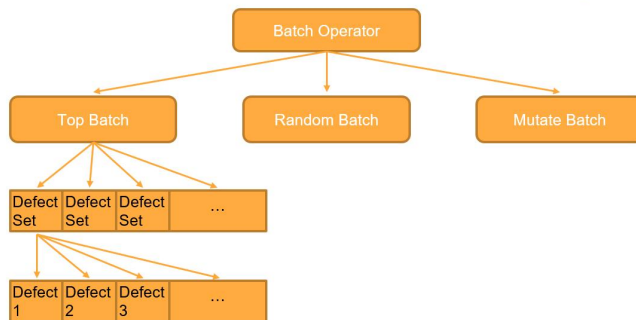 Batch Operator
Top Batch
Random Batch
Mutate Batch
Defect Defect Defect ...
Set Set Set
Defect Defect Defect ...
1 2 3